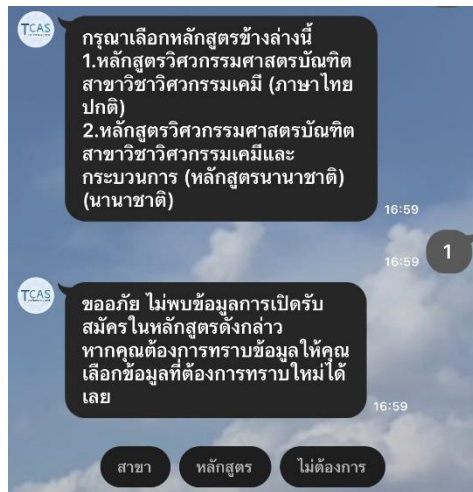 TCAS
กรุณาเลือกหลักสูตรข้างล่างนี้
1.หลักสูตรวิศวกรรมศาสตรบัณฑิต
สาขาวิชาวิศวกรรมเคมี (ภาษาไทย
ปกติ)
2.หลักสูตรวิศวกรรมศาสตรบัณฑิต
สาขาวิชาวิศวกรรมเคมีและ
กระบวนการ (หลักสูตรนานาชาติ)
(นานาชาติ)
16:59
16:59
1
TCAS
ขออภัย ไม่พบข้อมูลการเปิดรับ
สมัครในหลักสูตรดังกล่าว
หากคุณต้องการทราบข้อมูลให้คุณ
เลือกข้อมูลที่ต้องการทราบใหม่ได้
เลย
16:59
สาขา
หลักสูตร
ไม่ต้องการ